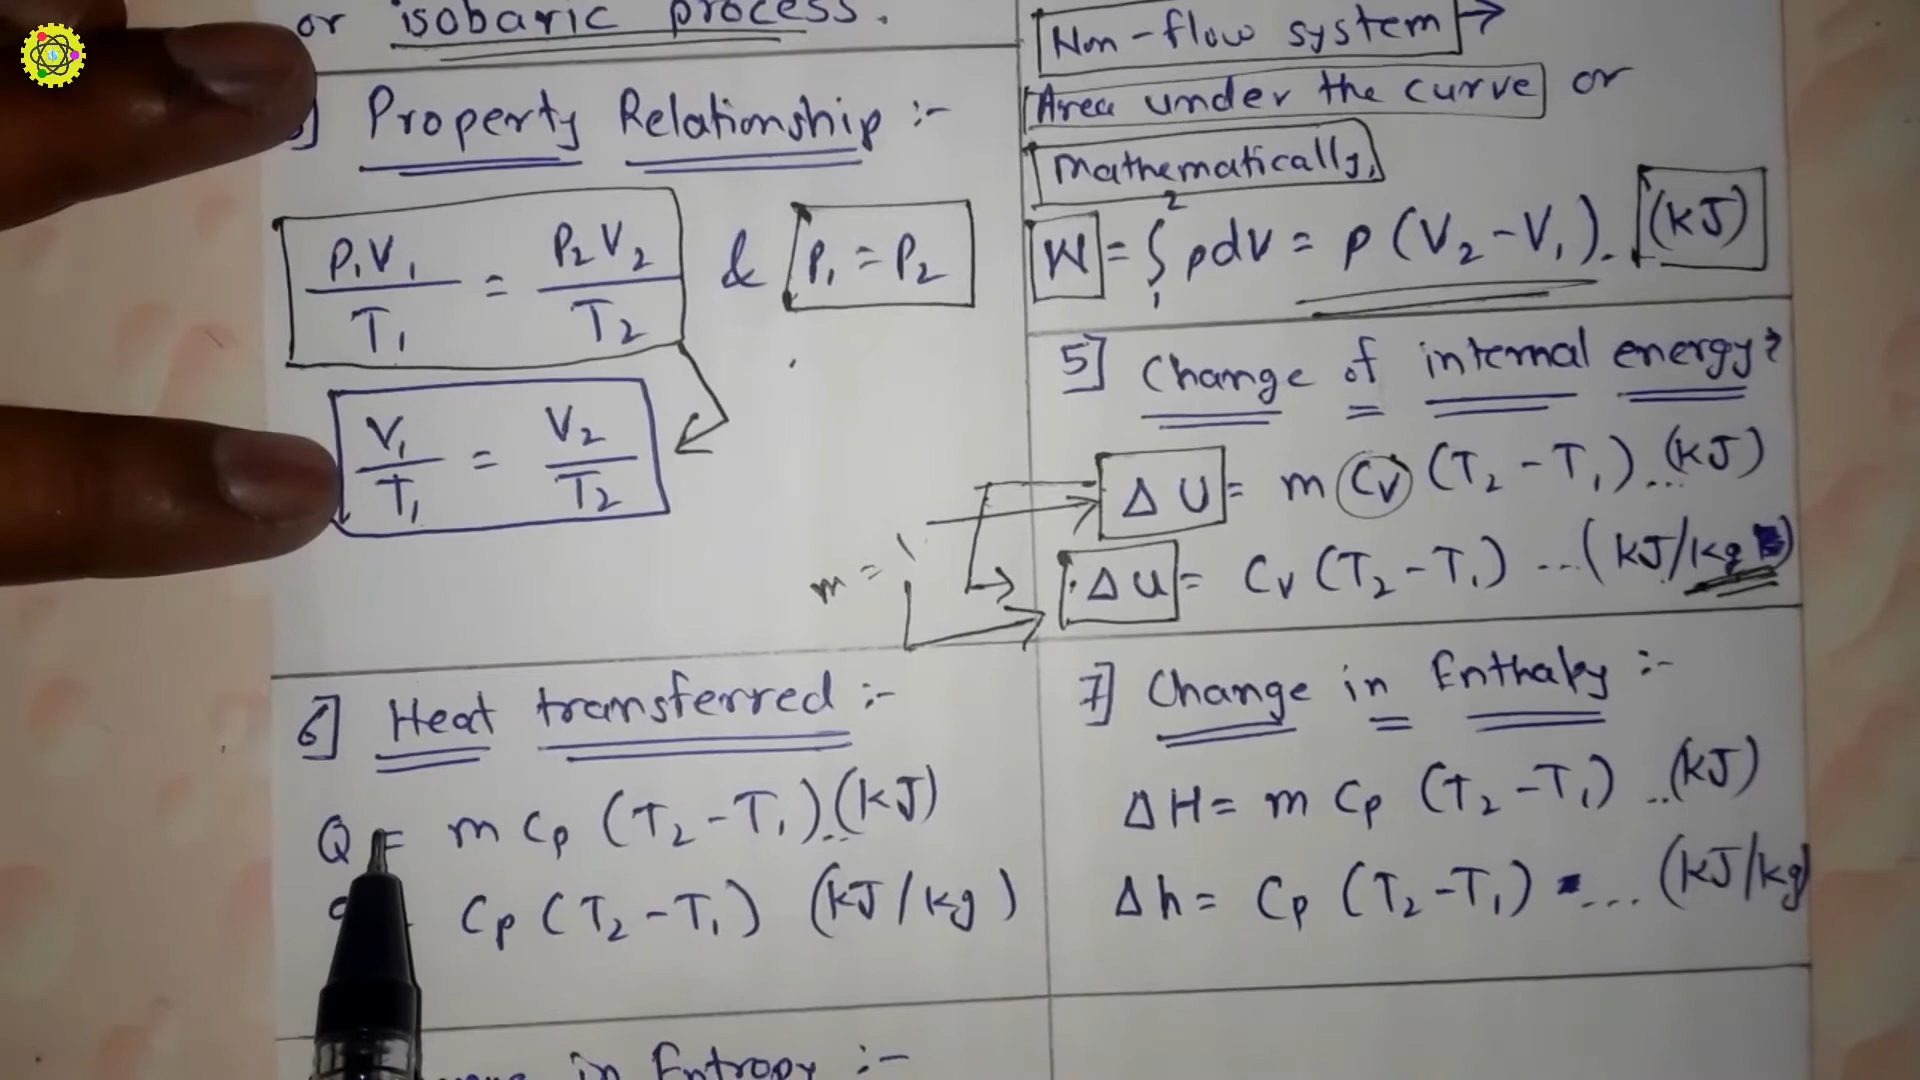 or isobaric process.
] Property Relationship :-
P1V1/T1 = P2V2/T2 & P1 = P2
V1/T1 = V2/T2
Non-flow system →
Area under the curve or
Mathematically,
W = ∫₁² pdv = p (V2-V1). (kJ)
5] Change of internal energy:
ΔU = m Cv (T2-T1)...(kJ)
m =
Δu = Cv (T2-T1) ...(kJ/kg)
6] Heat transferred :-
Q = m Cp (T2-T1)..(kJ)
Cp (T2-T1) (kJ/kg)
7] Change in Enthalpy :-
ΔH = m Cp (T2-T1) ..(kJ)
Δh = Cp (T2-T1) .... (kJ/kg)
in Entropy :-